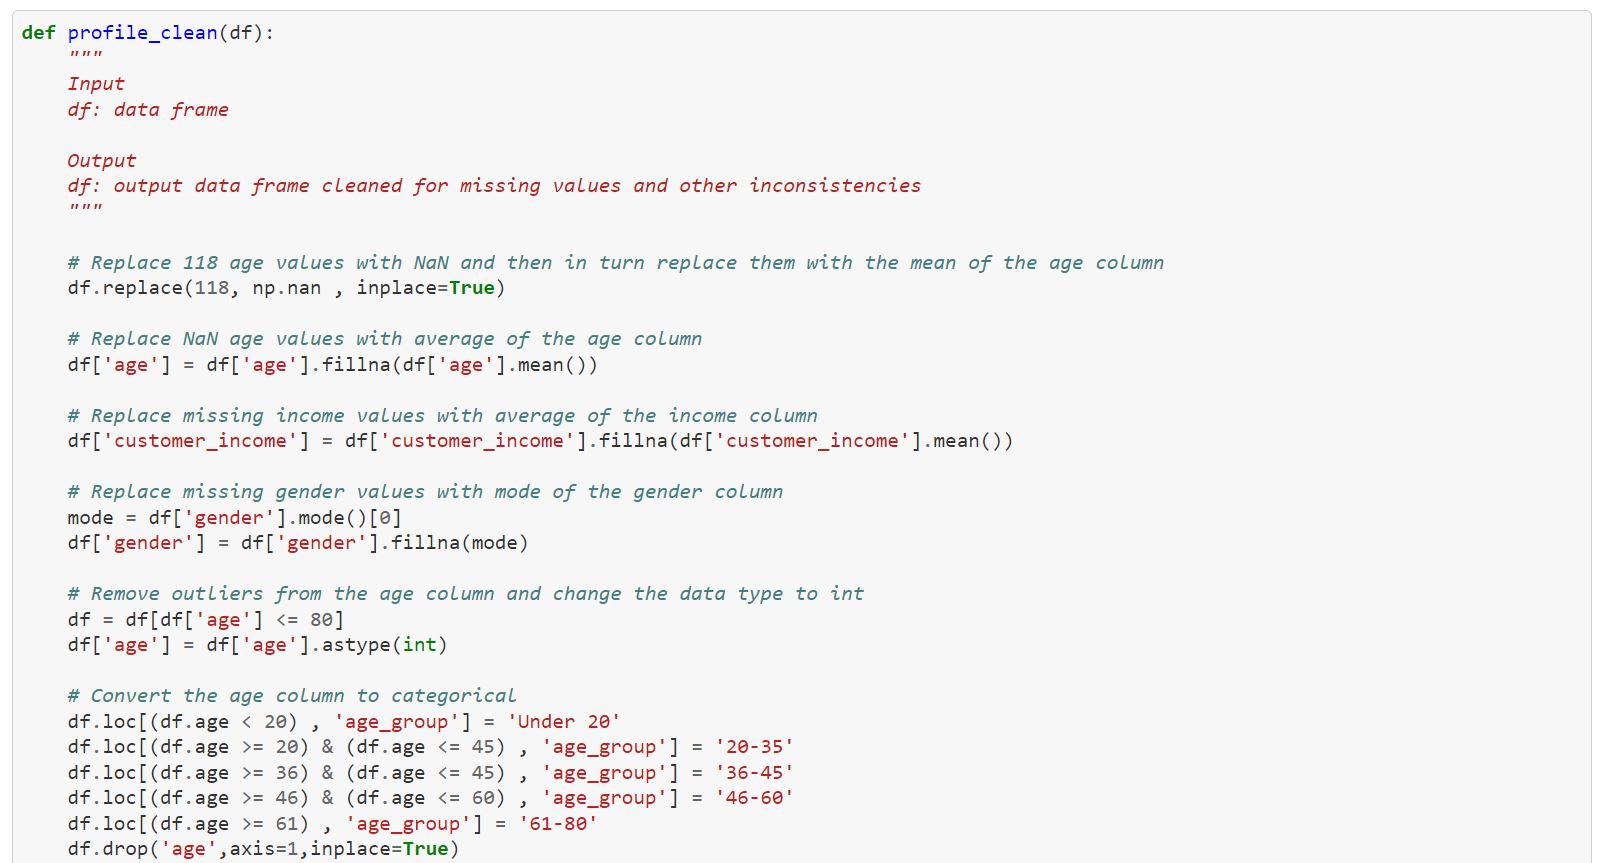 def profile_clean(df):
    """
    Input
    df: data frame

    Output
    df: output data frame cleaned for missing values and other inconsistencies
    """

    # Replace 118 age values with NaN and then in turn replace them with the mean of the age column
    df.replace(118, np.nan , inplace=True)

    # Replace NaN age values with average of the age column
    df['age'] = df['age'].fillna(df['age'].mean())

    # Replace missing income values with average of the income column
    df['customer_income'] = df['customer_income'].fillna(df['customer_income'].mean())

    # Replace missing gender values with mode of the gender column
    mode = df['gender'].mode()[0]
    df['gender'] = df['gender'].fillna(mode)

    # Remove outliers from the age column and change the data type to int
    df = df[df['age'] <= 80]
    df['age'] = df['age'].astype(int)

    # Convert the age column to categorical
    df.loc[(df.age < 20) , 'age_group'] = 'Under 20'
    df.loc[(df.age >= 20) & (df.age <= 45) , 'age_group'] = '20-35'
    df.loc[(df.age >= 36) & (df.age <= 45) , 'age_group'] = '36-45'
    df.loc[(df.age >= 46) & (df.age <= 60) , 'age_group'] = '46-60'
    df.loc[(df.age >= 61) , 'age_group'] = '61-80'
    df.drop('age',axis=1,inplace=True)